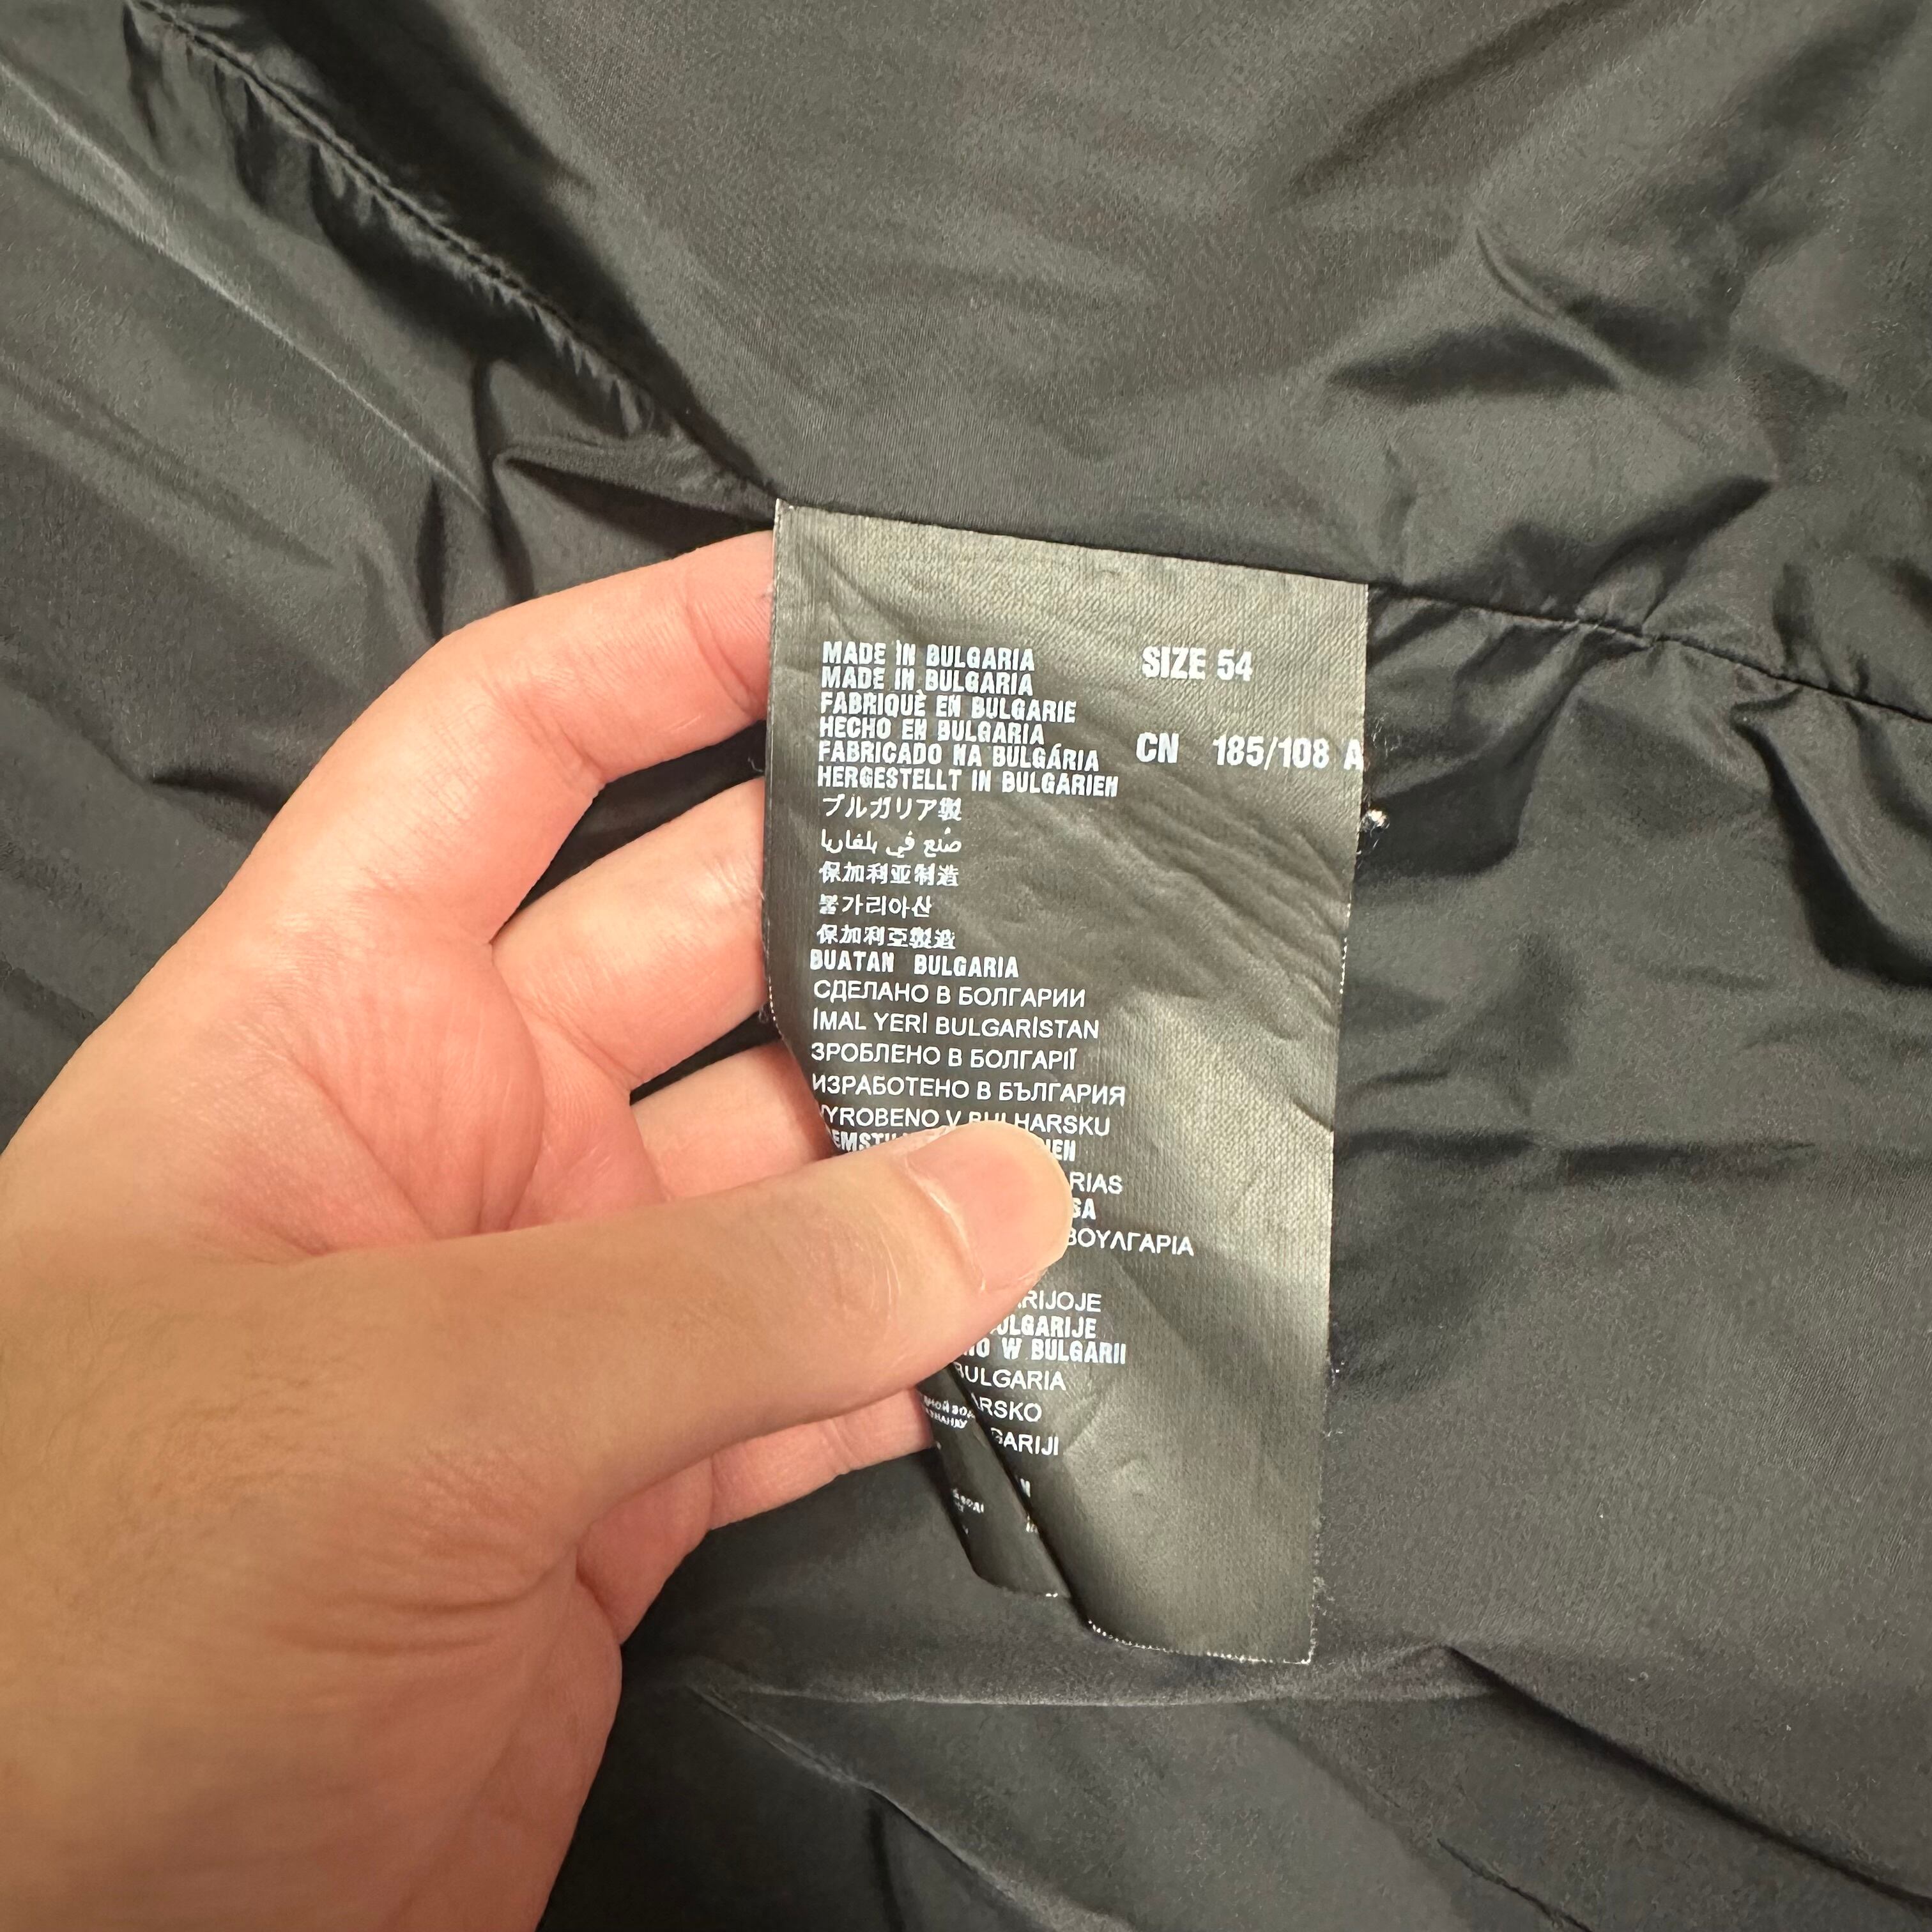 MADE IN BULGARIA
SIZE 54
MADE IN BULGARIA
FABRIQUÈ EN BULGARIE
HECHO EN BULGARIA
CN 185/108 A
FABRICADO NA BULGÁRIA
HERGESTELLT IN BULGARIEN
ブルガリア製
صُنع في بلغاريا
保加利亚制造
불가리아산
保加利亞製造
BUATAN BULGARIA
СДЕЛАНО В БОЛГАРИИ
İMAL YERİ BULGARİSTAN
ЗРОБЛЕНО В БОЛГАРІЇ
ИЗРАБОТЕНО В БЪЛГАРИЯ
VYROBENO V BULHARSKU
ΒΟΥΛΓΑΡΙΑ
W BULGARII
BULGARIA